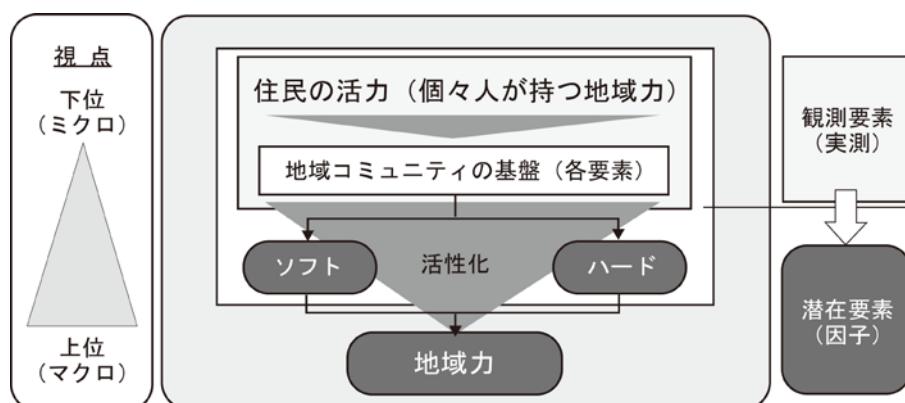 視 点
下位
(ミクロ)
上位
(マクロ)
住民の活力(個々人が持つ地域力)
地域コミュニティの基盤(各要素)
ソフト
活性化
ハード
地域力
観測要素
(実測)
潜在要素
(因子)